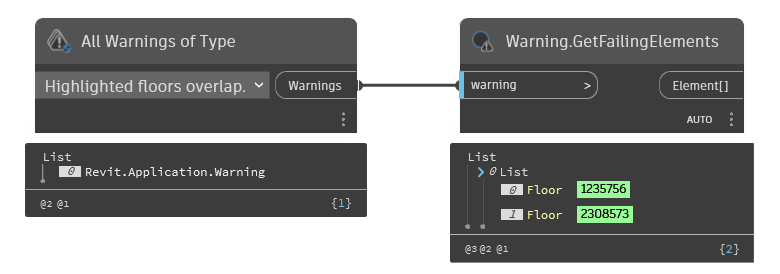 All Warnings of Type
Highlighted floors overlap.
Warnings
List
0 Revit.Application.Warning
@2 @1
{1}
Warning.GetFailingElements
warning >
Element[]
AUTO
List
0 List
0 Floor 1235756
1 Floor 2308573
@3 @2 @1
{2}